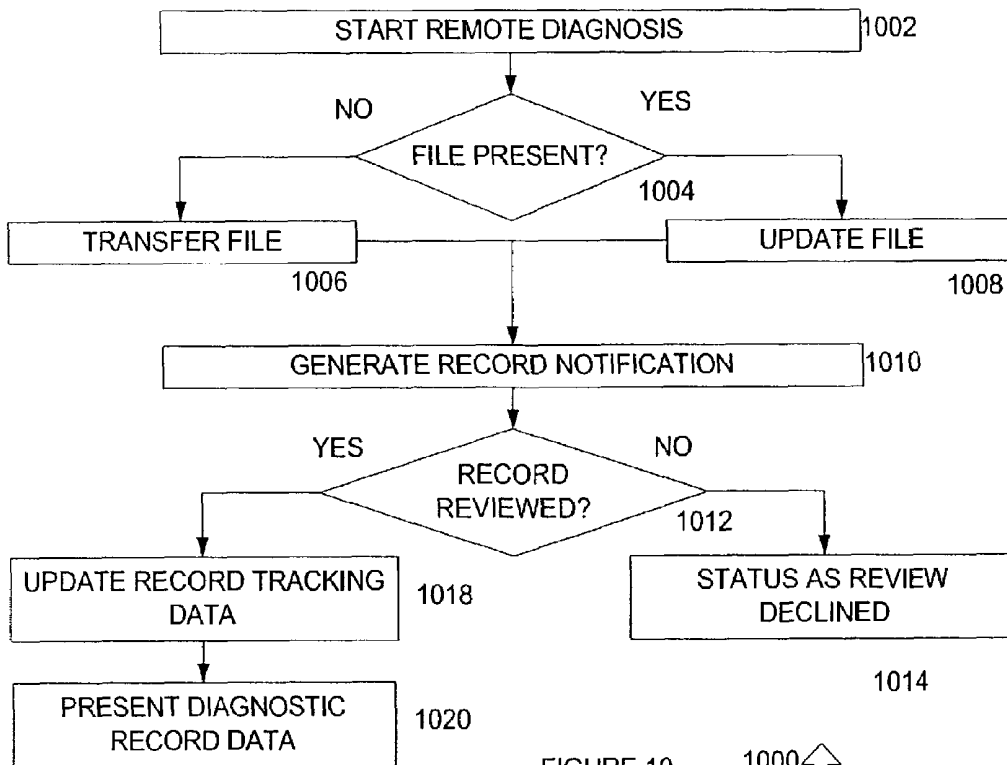 START REMOTE DIAGNOSIS 1002
NO YES
FILE PRESENT?
1004
TRANSFER FILE UPDATE FILE
1006 1008
GENERATE RECORD NOTIFICATION 1010
YES NO
RECORD
REVIEWED?
1012
UPDATE RECORD TRACKING
DATA
1018
STATUS AS REVIEW
DECLINED
1014
PRESENT DIAGNOSTIC
RECORD DATA
1020
FIGURE 10 1000